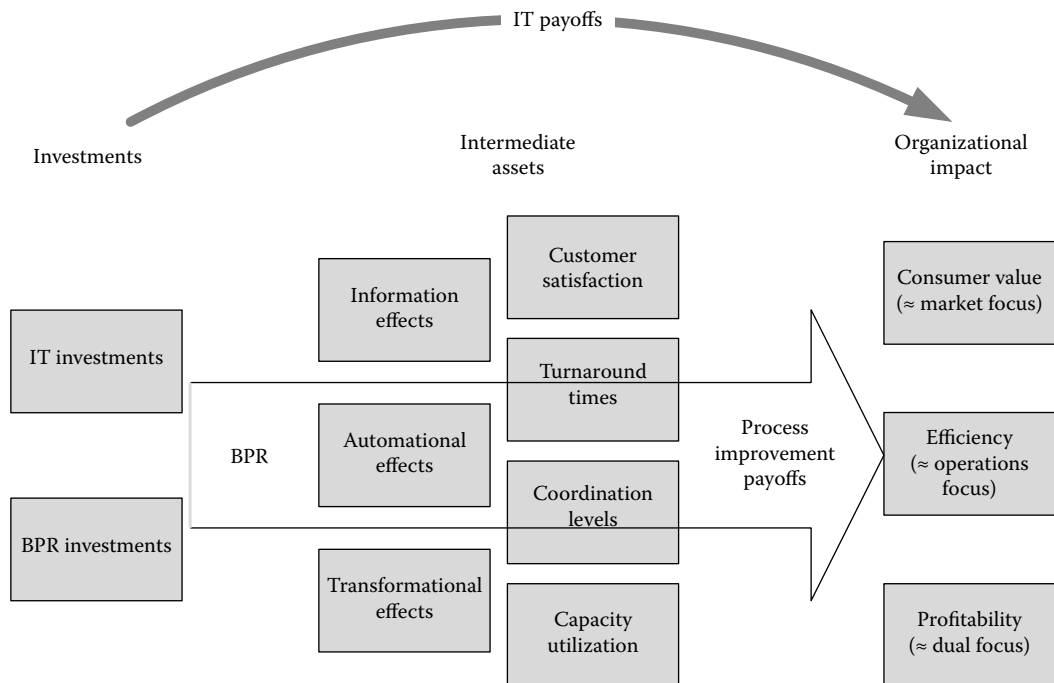 IT payoffs
Investments
Intermediate
assets
Organizational
impact
IT investments
BPR investments
BPR
Information
effects
Automational
effects
Transformational
effects
Customer
satisfaction
Turnaround
times
Coordination
levels
Capacity
utilization
Process
improvement
payoffs
Consumer value
(≈ market focus)
Efficiency
(≈ operations
focus)
Profitability
(≈ dual focus)